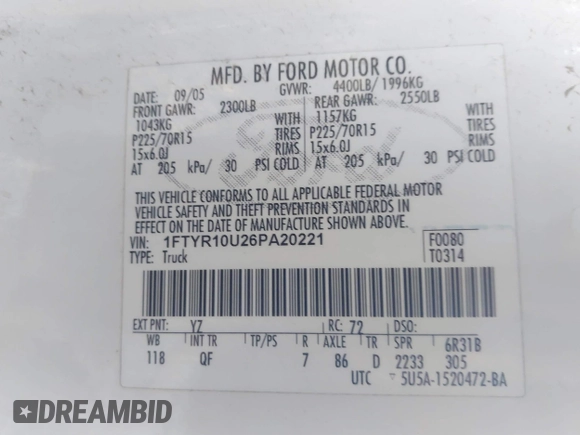 MFD. BY FORD MOTOR CO.
DATE: 09/05 GVWR: 4400LB/ 1996KG
FRONT GAWR: 2300LB REAR GAWR: 2550LB
1043KG WITH 1157KG WITH
P225/70R15 TIRES P225/70R15 TIRES
15x6.0J RIMS 15x6.0J RIMS
AT 205 kPa/ 30 PSI COLD AT 205 kPa/ 30 PSI COLD
Ford
THIS VEHICLE CONFORMS TO ALL APPLICABLE FEDERAL MOTOR
VEHICLE SAFETY AND THEFT PREVENTION STANDARDS IN
EFFECT ON THE DATE OF MANUFACTURE SHOWN ABOVE.
VIN: 1FTYR10U26PA20221 F0080
TYPE: Truck T0314
EXT PNT: YZ RC: 72 DSO:
WB INT TR TP/PS R AXLE TR SPR 6R31B
118 QF 7 86 D 2233 305
UTC 5U5A-1520472-BA
DREAMBID